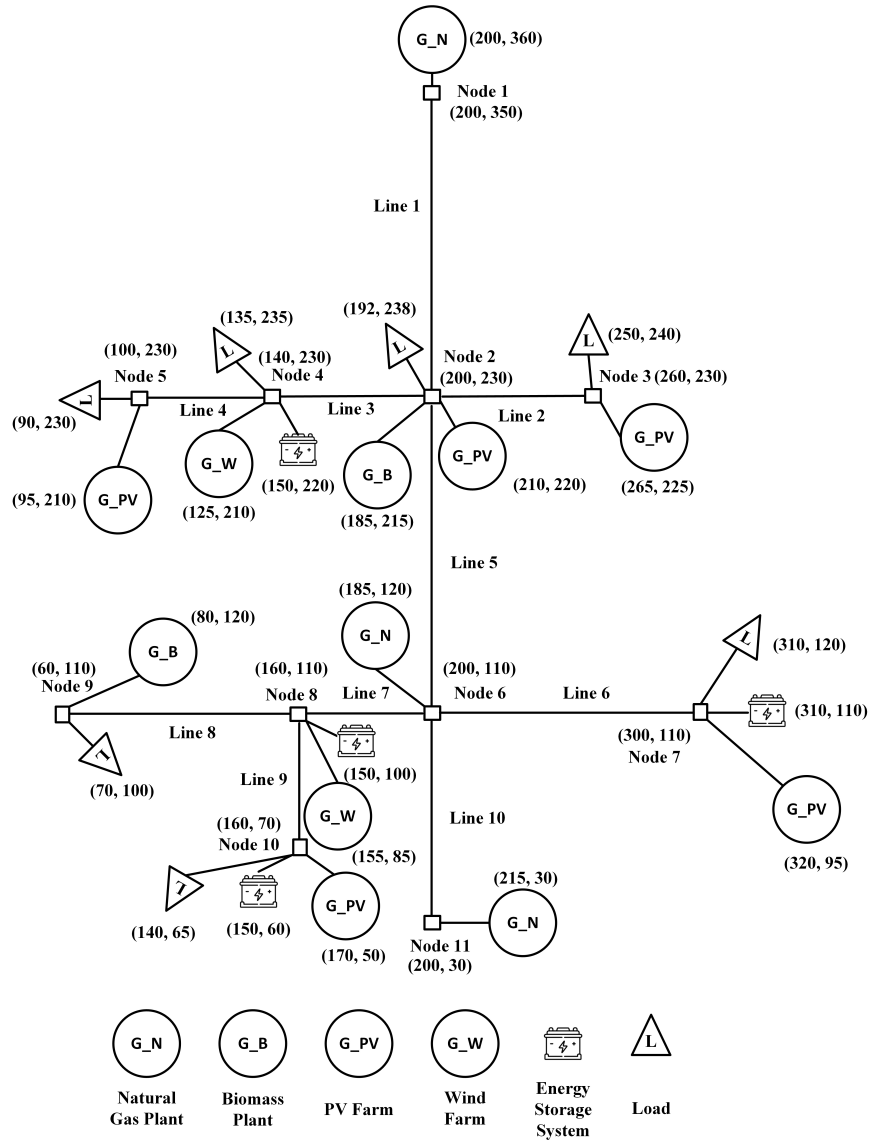 G_N (200, 360)
Node 1
(200, 350)
Line 1
(192, 238)
(135, 235)
(250, 240)
(100, 230)
Node 5
(140, 230)
Node 4
Node 2
(200, 230)
Node 3 (260, 230)
L
L
L
L
(90, 230)
Line 4
Line 3
Line 2
G_W
G_B
G_PV
G_PV
G_PV
(95, 210)
(125, 210)
(150, 220)
(185, 215)
(210, 220)
(265, 225)
Line 5
(185, 120)
G_N
(80, 120)
G_B
(60, 110)
Node 9
(160, 110)
Node 8
Line 7
(200, 110)
Node 6
Line 6
L
(310, 120)
(310, 110)
(300, 110)
Node 7
Line 8
L
(70, 100)
Line 9
(150, 100)
G_W
(155, 85)
Line 10
G_PV
(320, 95)
(160, 70)
Node 10
L
(140, 65)
(150, 60)
G_PV
(170, 50)
(215, 30)
G_N
Node 11
(200, 30)
G_N
G_B
G_PV
G_W
L
Natural
Gas Plant
Biomass
Plant
PV Farm
Wind
Farm
Energy
Storage
System
Load